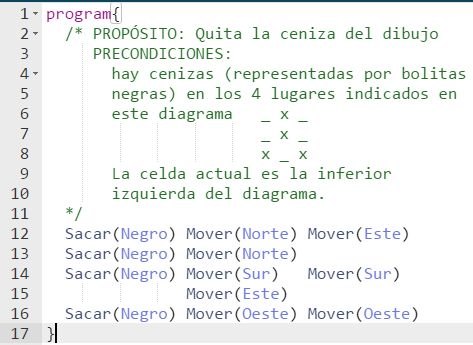 1 program{
2 /* PROPÓSITO: Quita la ceniza del dibujo
3 PRECONDICIONES:
4 hay cenizas (representadas por bolitas
5 negras) en los 4 lugares indicados en
6 este diagrama _ x _
7 _ x _
8 x _ x
9 La celda actual es la inferior
10 izquierda del diagrama.
11 */
12 Sacar(Negro) Mover(Norte) Mover(Este)
13 Sacar(Negro) Mover(Norte)
14 Sacar(Negro) Mover(Sur) Mover(Sur)
15 Mover(Este)
16 Sacar(Negro) Mover(Oeste) Mover(Oeste)
17 }